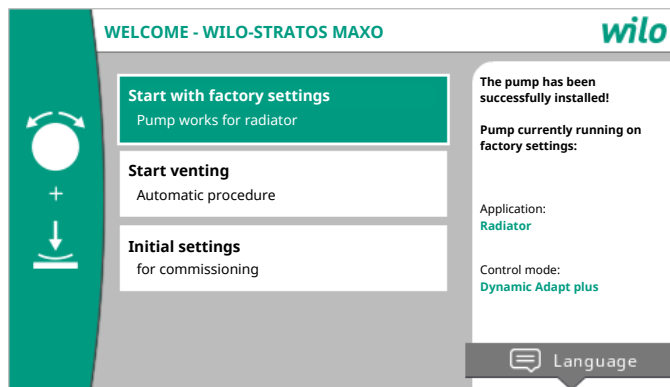 WELCOME - WILO-STRATOS MAXO
wilo
Start with factory settings
Pump works for radiator
Start venting
Automatic procedure
Initial settings
for commissioning
The pump has been
successfully installed!
Pump currently running on
factory settings:
Application:
Radiator
Control mode:
Dynamic Adapt plus
Language